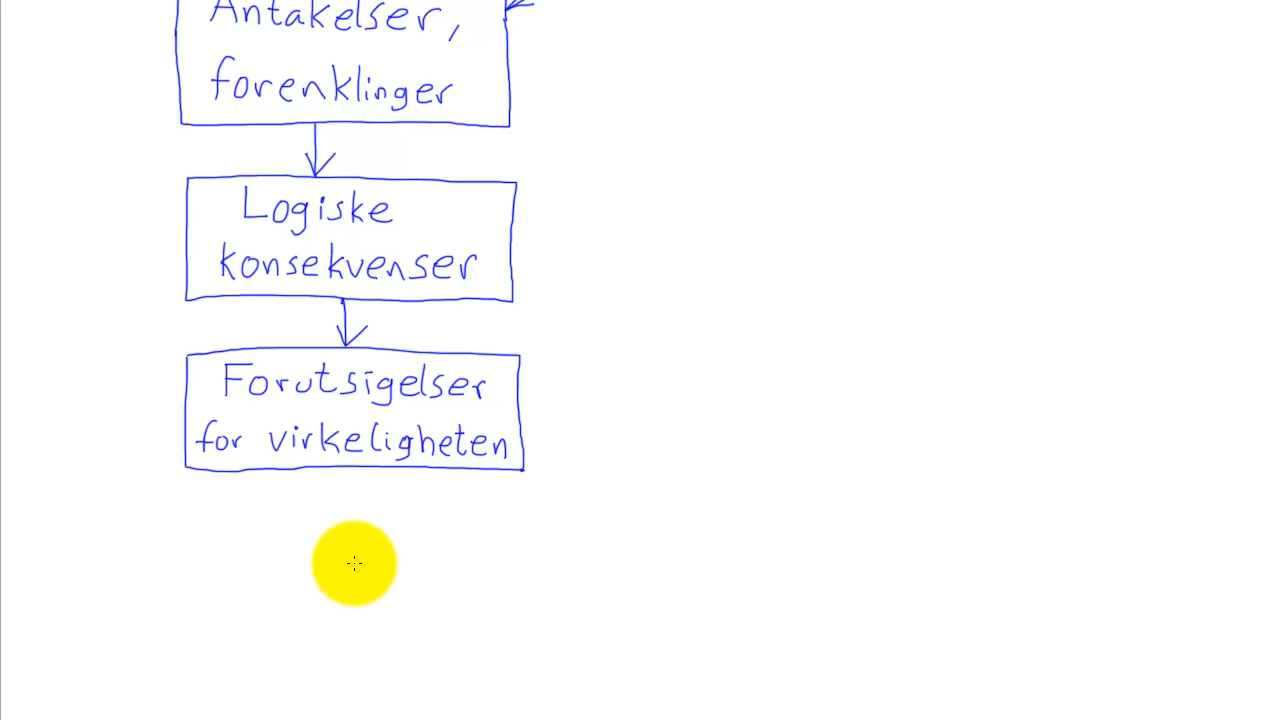 Antakelser,
forenklinger
Logiske
konsekvenser
Forutsigelser
for virkeligheten